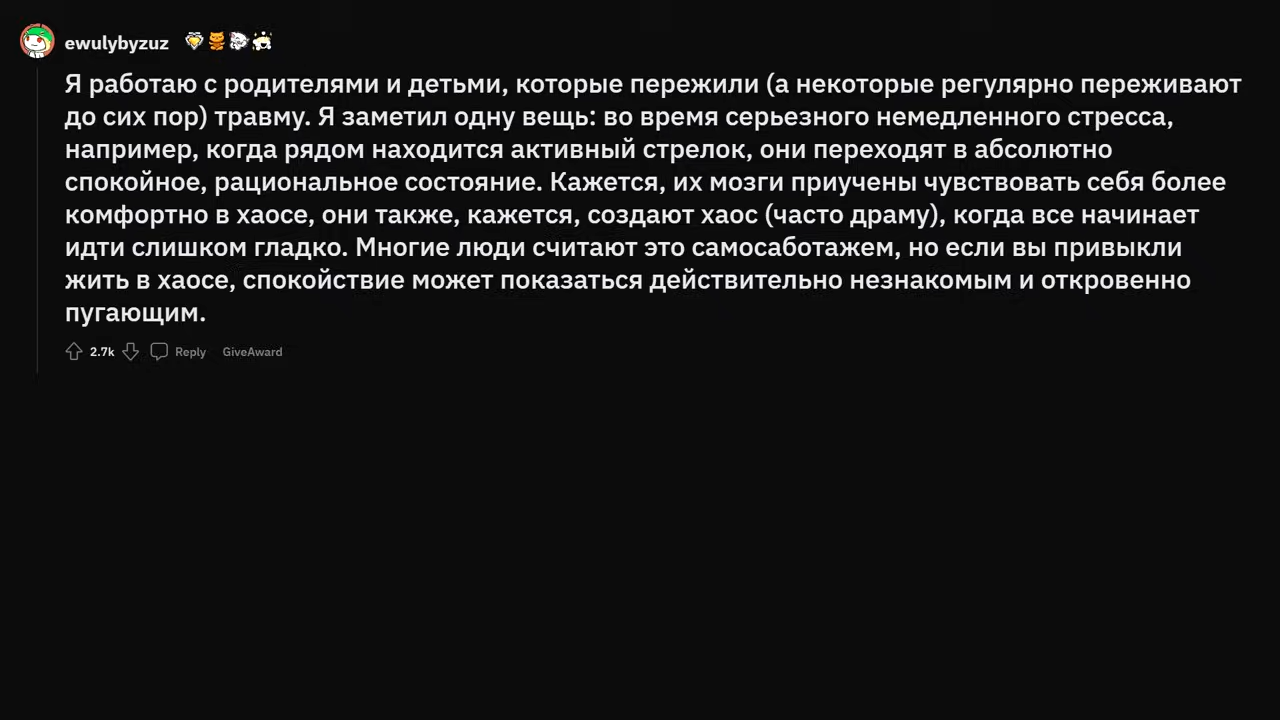 ewulybyzuz
Я работаю с родителями и детьми, которые пережили (а некоторые регулярно переживают
до сих пор) травму. Я заметил одну вещь: во время серьезного немедленного стресса,
например, когда рядом находится активный стрелок, они переходят в абсолютно
спокойное, рациональное состояние. Кажется, их мозги приучены чувствовать себя более
комфортно в хаосе, они также, кажется, создают хаос (часто драму), когда все начинает
идти слишком гладко. Многие люди считают это самосаботажем, но если вы привыкли
жить в хаосе, спокойствие может показаться действительно незнакомым и откровенно
пугающим.
2.7k Reply GiveAward